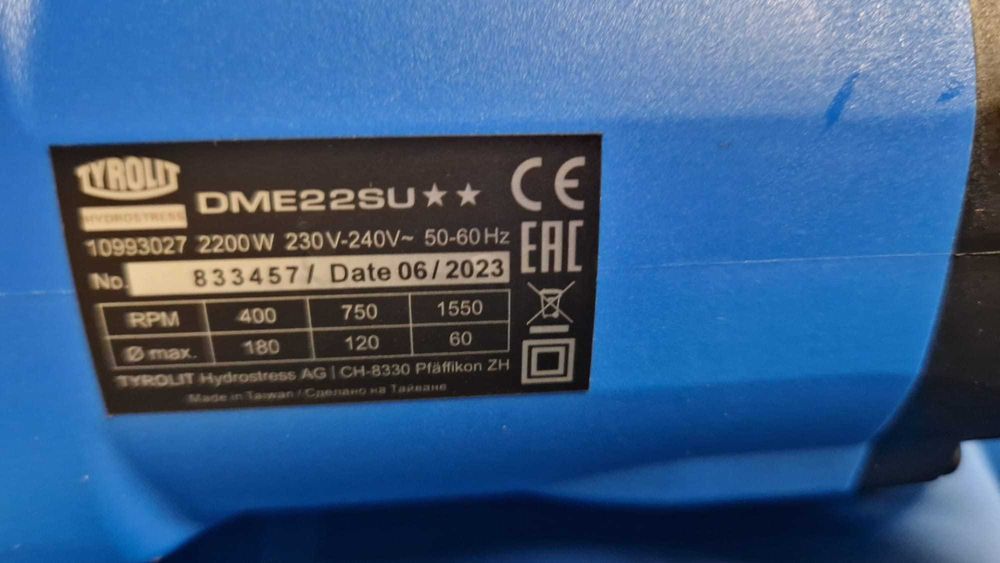 TYROLIT
HYDROSTRESS
DME22SU★★
CE
10993027 2200W 230V-240V~ 50-60Hz
EAC
No. 833457/ Date 06/2023
RPM 400 750 1550
Ø max. 180 120 60
TYROLIT Hydrostress AG | CH-8330 Pfäffikon ZH
Made in Taiwan / Сделано на Тайване